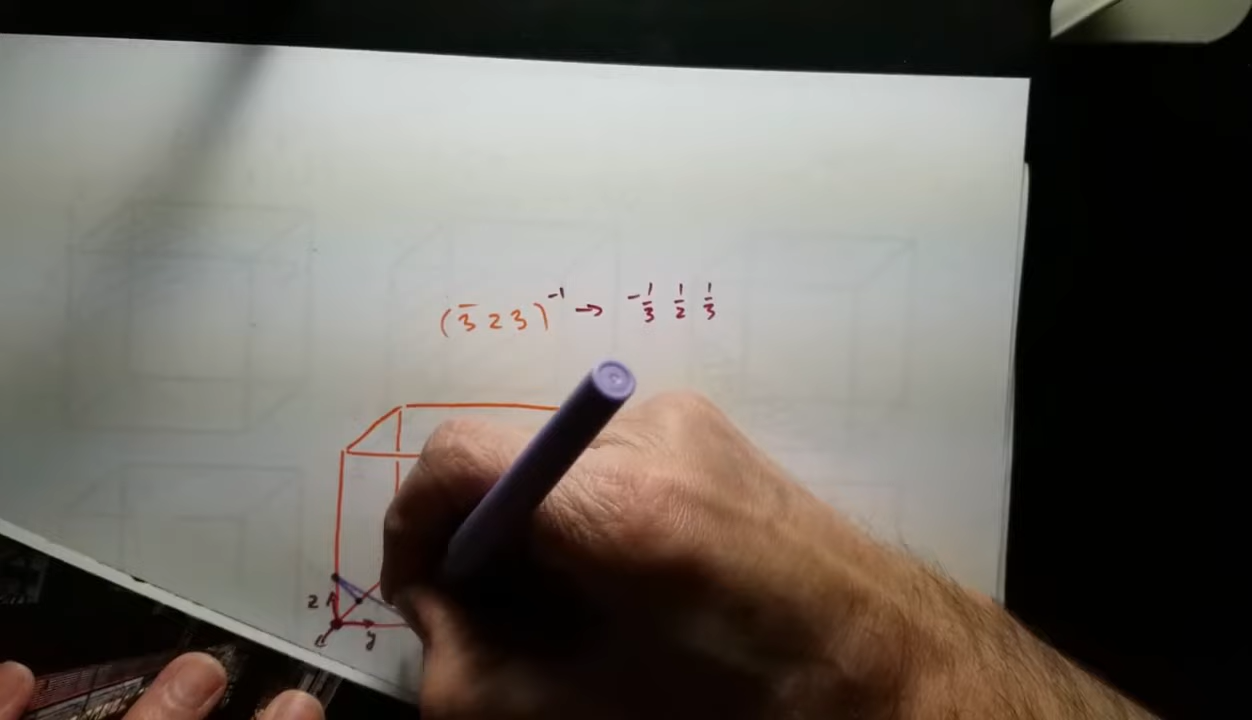 (3̅ 2 3)⁻¹ → -1/3 1/2 1/3
z
y